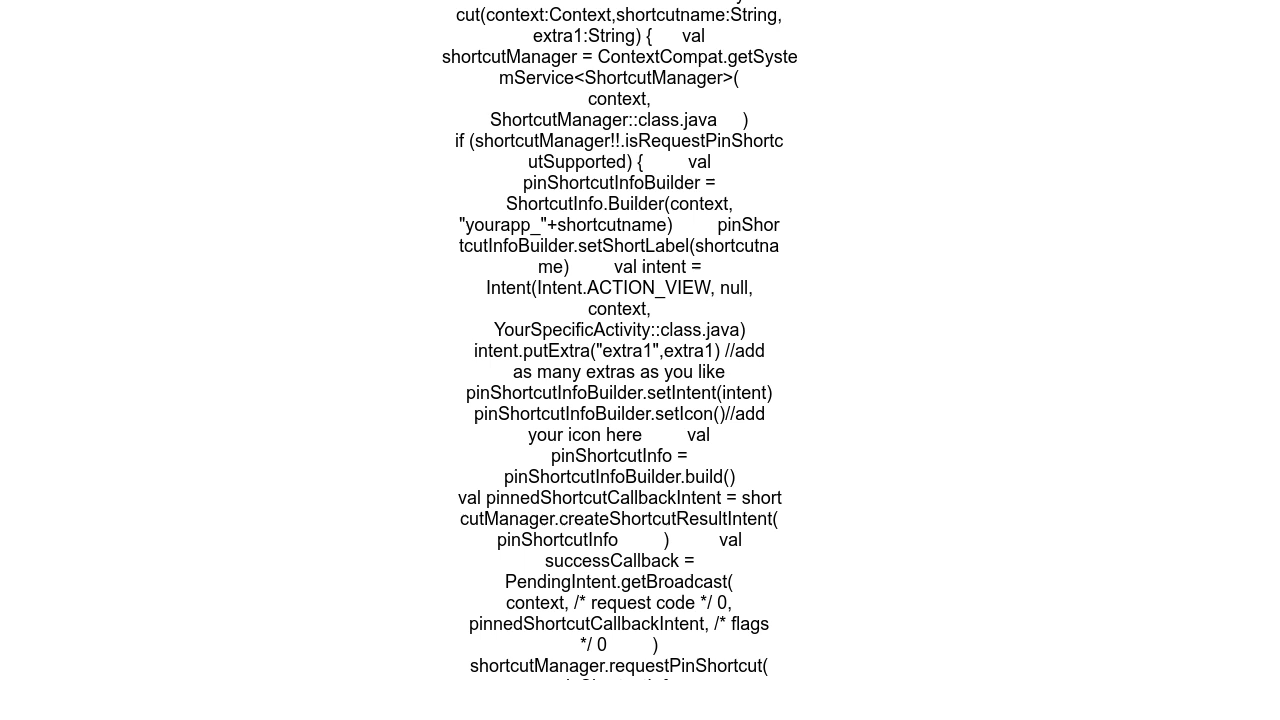 cut(context:Context,shortcutname:String,
extra1:String) {      val
shortcutManager = ContextCompat.getSyste
mService<ShortcutManager>(
context,
ShortcutManager::class.java     )
if (shortcutManager!!.isRequestPinShortc
utSupported) {         val
pinShortcutInfoBuilder =
ShortcutInfo.Builder(context,
"yourapp_"+shortcutname)         pinShor
tcutInfoBuilder.setShortLabel(shortcutna
me)         val intent =
Intent(Intent.ACTION_VIEW, null,
context,
YourSpecificActivity::class.java)
intent.putExtra("extra1",extra1) //add
as many extras as you like
pinShortcutInfoBuilder.setIntent(intent)
pinShortcutInfoBuilder.setIcon()//add
your icon here         val
pinShortcutInfo =
pinShortcutInfoBuilder.build()
val pinnedShortcutCallbackIntent = short
cutManager.createShortcutResultIntent(
pinShortcutInfo         )          val
successCallback =
PendingIntent.getBroadcast(
context, /* request code */ 0,
pinnedShortcutCallbackIntent, /* flags
*/ 0         )
shortcutManager.requestPinShortcut(